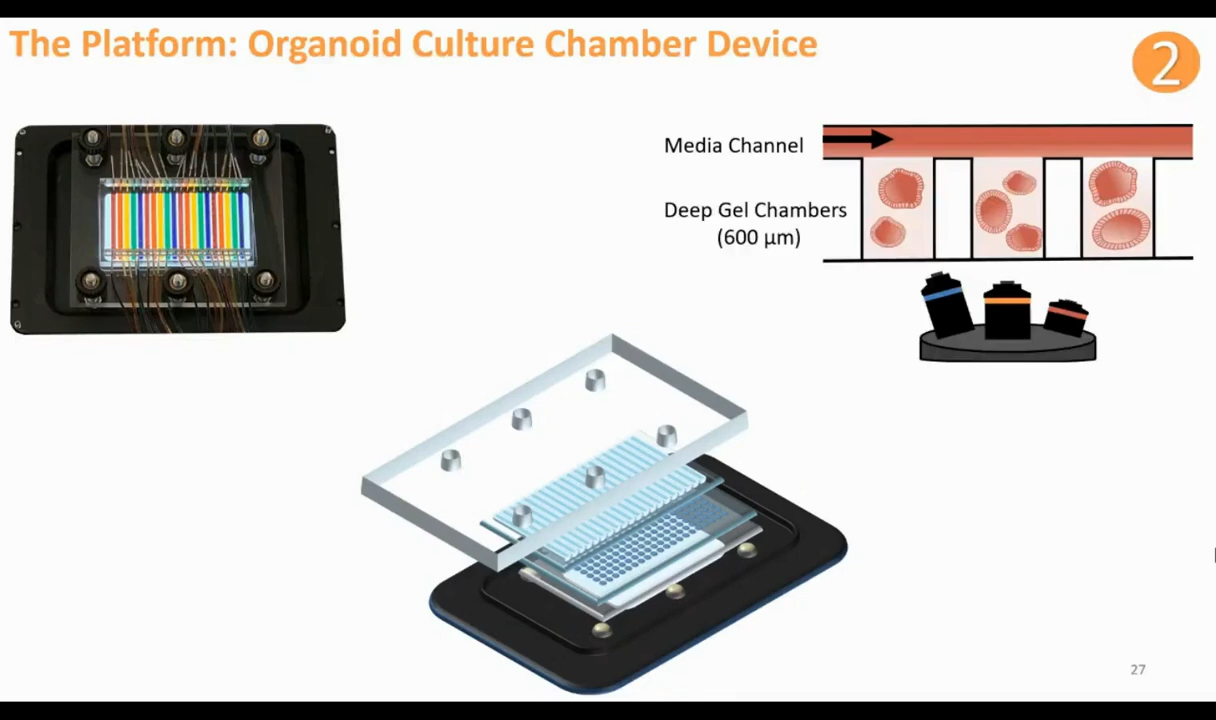 The Platform: Organoid Culture Chamber Device
2
Media Channel
Deep Gel Chambers
(600 µm)
27